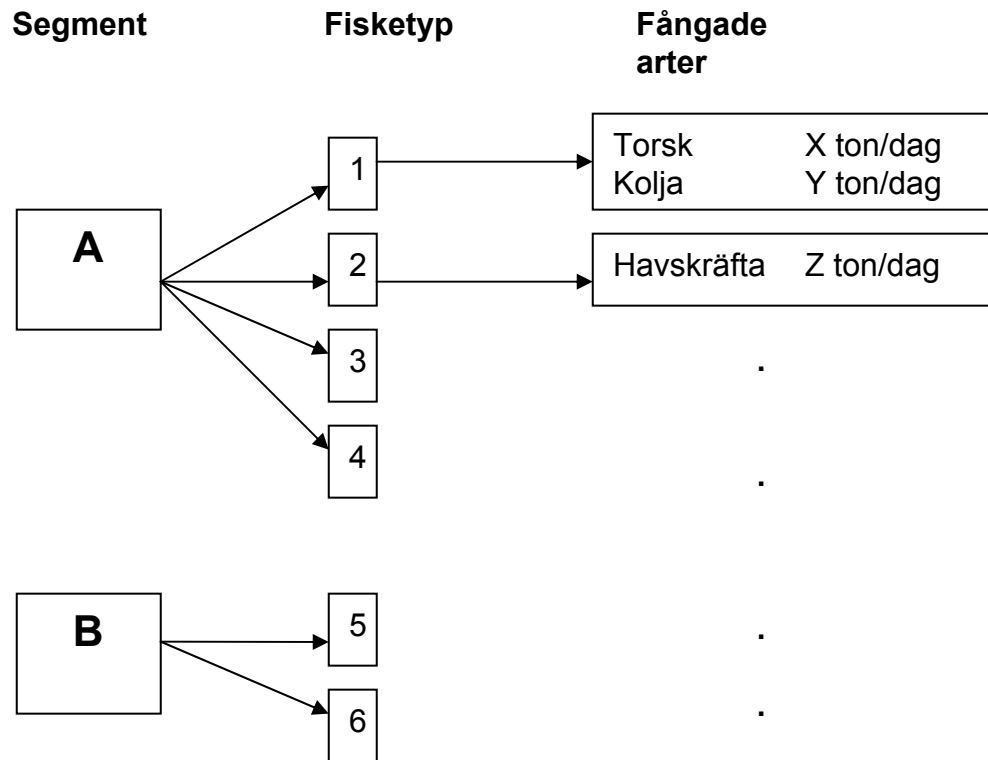 Segment Fisketyp Fångade
arter
1
Torsk X ton/dag
Kolja Y ton/dag
A
2
Havskräfta Z ton/dag
3
.
4
.
B
5
.
6
.